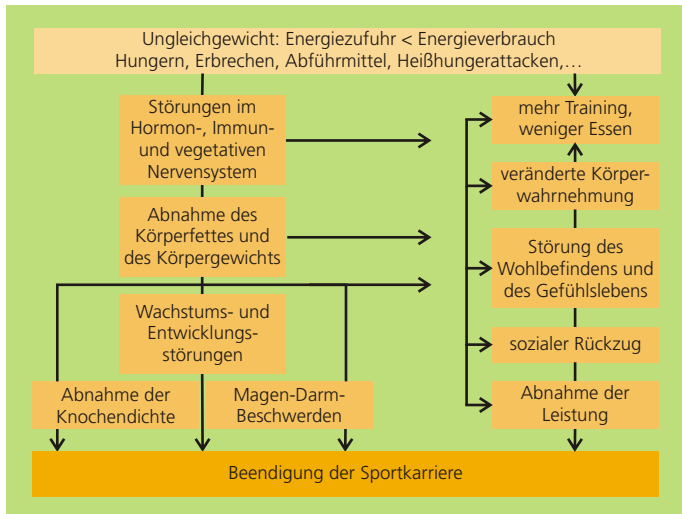 Ungleichgewicht: Energiezufuhr < Energieverbrauch
Hungern, Erbrechen, Abführmittel, Heißhungerattacken,...
Störungen im
Hormon-, Immun-
und vegetativen
Nervensystem
Abnahme des
Körperfettes und
des Körpergewichts
Wachstums- und
Entwicklungs-
störungen
Abnahme der
Knochendichte
Magen-Darm-
Beschwerden
mehr Training,
weniger Essen
veränderte Körper-
wahrnehmung
Störung des
Wohlbefindens und
des Gefühlslebens
sozialer Rückzug
Abnahme der
Leistung
Beendigung der Sportkarriere